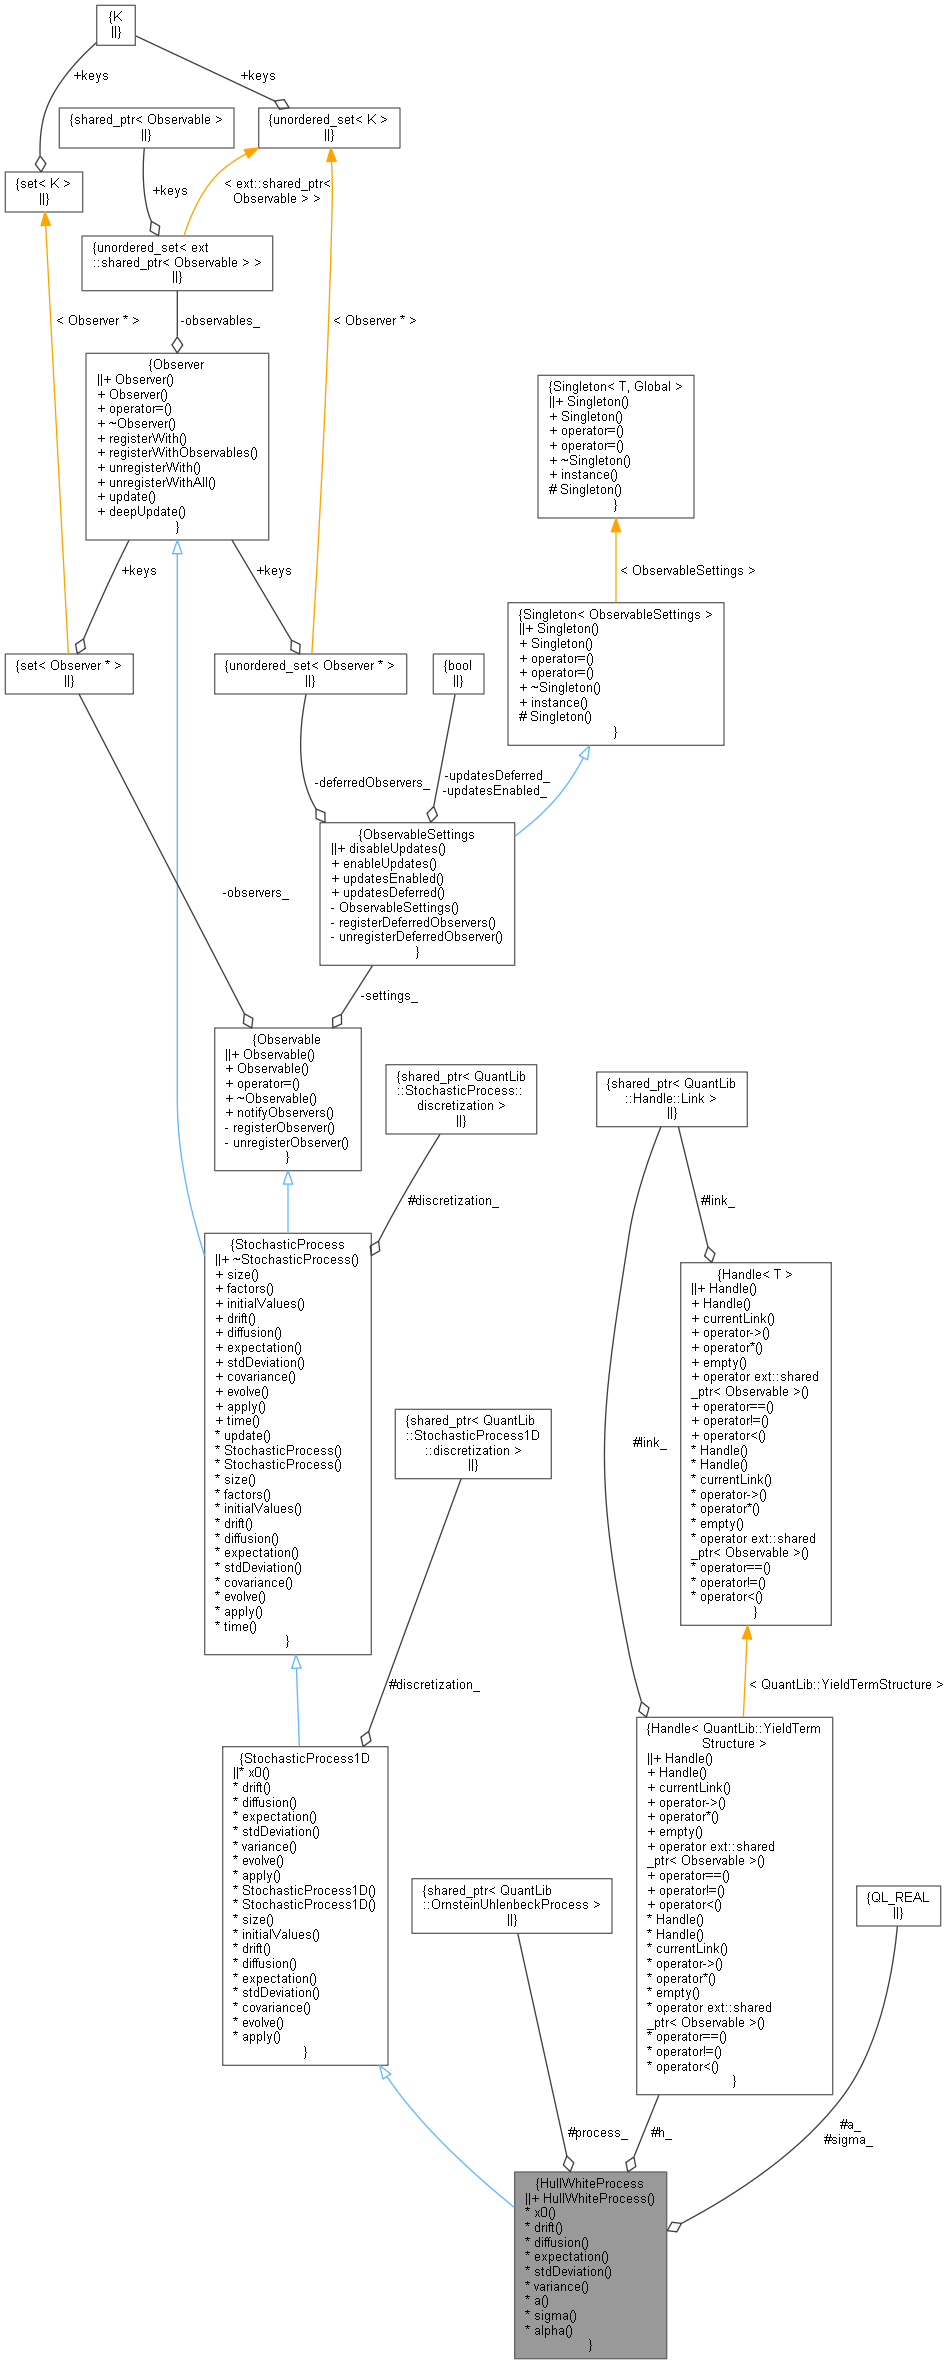 {K
||}
+keys
+keys
{shared_ptr< Observable >
||}
{unordered_set< K >
||}
{set< K >
||}
+keys
< ext::shared_ptr<
Observable > >
{unordered_set< ext
::shared_ptr< Observable > >
||}
< Observer * >
-observables_
< Observer * >
{Observer
||+ Observer()
+ Observer()
+ operator=()
+ ~Observer()
+ registerWith()
+ registerWithObservables()
+ unregisterWith()
+ unregisterWithAll()
+ update()
+ deepUpdate()
}
{Singleton< T, Global >
||+ Singleton()
+ Singleton()
+ operator=()
+ operator=()
+ ~Singleton()
+ instance()
# Singleton()
}
+keys
+keys
< ObservableSettings >
{Singleton< ObservableSettings >
||+ Singleton()
+ Singleton()
+ operator=()
+ operator=()
+ ~Singleton()
+ instance()
# Singleton()
}
{set< Observer * >
||}
{unordered_set< Observer * >
||}
{bool
||}
-deferredObservers_
-updatesDeferred_
-updatesEnabled_
{ObservableSettings
||+ disableUpdates()
+ enableUpdates()
+ updatesEnabled()
+ updatesDeferred()
- ObservableSettings()
- registerDeferredObservers()
- unregisterDeferredObserver()
}
-observers_
-settings_
{Observable
||+ Observable()
+ Observable()
+ operator=()
+ ~Observable()
+ notifyObservers()
- registerObserver()
- unregisterObserver()
}
{shared_ptr< QuantLib
::StochasticProcess::
discretization >
||}
{shared_ptr< QuantLib
::Handle::Link >
||}
#discretization_
#link_
{StochasticProcess
||+ ~StochasticProcess()
+ size()
+ factors()
+ initialValues()
+ drift()
+ diffusion()
+ expectation()
+ stdDeviation()
+ covariance()
+ evolve()
+ apply()
+ time()
* update()
* StochasticProcess()
* StochasticProcess()
* size()
* factors()
* initialValues()
* drift()
* diffusion()
* expectation()
* stdDeviation()
* covariance()
* evolve()
* apply()
* time()
}
{Handle< T >
||+ Handle()
+ Handle()
+ currentLink()
+ operator->()
+ operator*()
+ empty()
+ operator ext::shared
_ptr< Observable >()
+ operator==()
+ operator!=()
+ operator<()
* Handle()
* Handle()
* currentLink()
* operator->()
* operator*()
* empty()
* operator ext::shared
_ptr< Observable >()
* operator==()
* operator!=()
* operator<()
}
{shared_ptr< QuantLib
::StochasticProcess1D
::discretization >
||}
#link_
#discretization_
< QuantLib::YieldTermStructure >
{StochasticProcess1D
||* x0()
* drift()
* diffusion()
* expectation()
* stdDeviation()
* variance()
* evolve()
* apply()
* StochasticProcess1D()
* StochasticProcess1D()
* size()
* initialValues()
* drift()
* diffusion()
* expectation()
* stdDeviation()
* covariance()
* evolve()
* apply()
}
{Handle< QuantLib::YieldTerm
Structure >
||+ Handle()
+ Handle()
+ currentLink()
+ operator->()
+ operator*()
+ empty()
+ operator ext::shared
_ptr< Observable >()
+ operator==()
+ operator!=()
+ operator<()
* Handle()
* Handle()
* currentLink()
* operator->()
* operator*()
* empty()
* operator ext::shared
_ptr< Observable >()
* operator==()
* operator!=()
* operator<()
}
{shared_ptr< QuantLib
::OrnsteinUhlenbeckProcess >
||}
{QL_REAL
||}
#process_
#h_
#a_
#sigma_
{HullWhiteProcess
||+ HullWhiteProcess()
* x0()
* drift()
* diffusion()
* expectation()
* stdDeviation()
* variance()
* a()
* sigma()
* alpha()
}